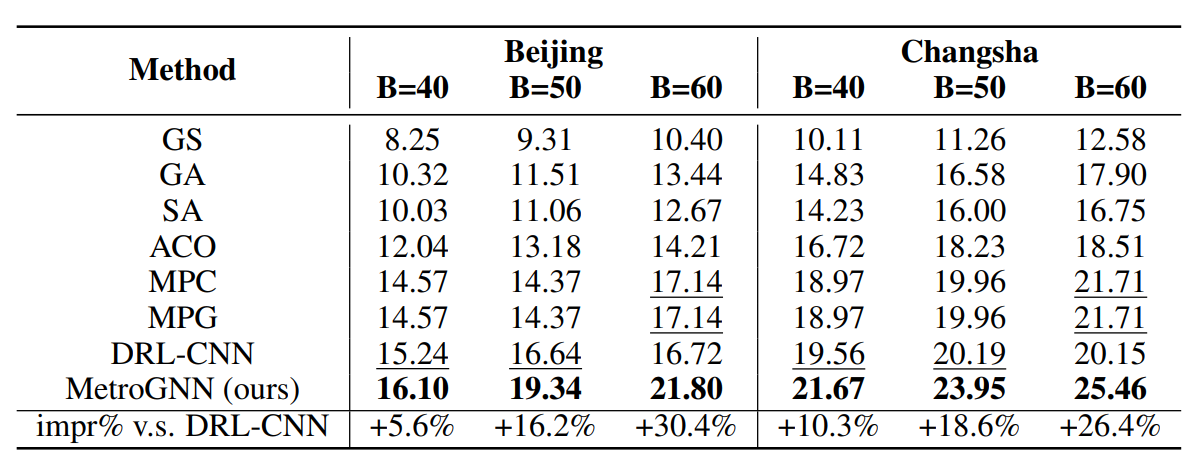 Method Beijing Changsha
B=40 B=50 B=60 B=40 B=50 B=60
GS 8.25 9.31 10.40 10.11 11.26 12.58
GA 10.32 11.51 13.44 14.83 16.58 17.90
SA 10.03 11.06 12.67 14.23 16.00 16.75
ACO 12.04 13.18 14.21 16.72 18.23 18.51
MPC 14.57 14.37 17.14 18.97 19.96 21.71
MPG 14.57 14.37 17.14 18.97 19.96 21.71
DRL-CNN 15.24 16.64 16.72 19.56 20.19 20.15
MetroGNN (ours) 16.10 19.34 21.80 21.67 23.95 25.46
impr% v.s. DRL-CNN +5.6% +16.2% +30.4% +10.3% +18.6% +26.4%